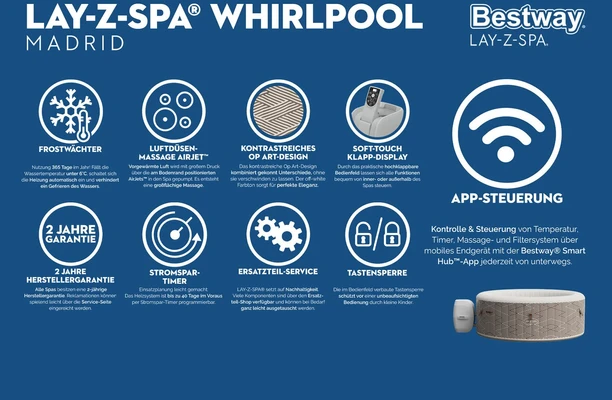 LAY-Z-SPA® WHIRLPOOL
MADRID
Bestway®
LAY-Z-SPA®
FROSTWÄCHTER
Nutzung 365 Tage im Jahr! Fällt die
Wassertemperatur unter 6°C, schaltet sich
die Heizung automatisch ein und verhindert
ein Gefrieren des Wassers.
LUFTDÜSEN-
MASSAGE AIRJET™
Vorgewärmte Luft wird mit großem Druck
über die am Bodenrand positionierten
AirJets™ in den Spa gepumpt. Es entsteht
eine großflächige Massage.
KONTRASTREICHES
OP ART-DESIGN
Das kontrastreiche Op Art-Design
kombiniert gekonnt Unterschiede, ohne
sie verschwinden zu lassen. Der off-white
Farbton sorgt für perfekte Eleganz.
SOFT-TOUCH
KLAPP-DISPLAY
Durch das praktische hochklappbare
Bedienfeld lassen sich alle Funktionen
bequem von inner- oder außerhalb des
Spas steuern.
APP-STEUERUNG
Kontrolle & Steuerung von Temperatur,
Timer, Massage- und Filtersystem über
mobiles Endgerät mit der Bestway® Smart
Hub™-App jederzeit von unterwegs.
2 JAHRE
GARANTIE
2 JAHRE
HERSTELLERGARANTIE
Alle Spas besitzen eine 2-jährige
Herstellergarantie. Reklamationen können
spielend leicht über die Service-Seite
eingereicht werden.
STROMSPAR-
TIMER
Einsatzplanung leicht gemacht:
Das Heizsystem ist bis zu 40 Tage im Voraus
per Stromspar-Timer programmierbar.
ERSATZTEIL-SERVICE
LAY-Z-SPA® setzt auf Nachhaltigkeit.
Viele Komponenten sind über den Ersatz-
teil-Shop verfügbar und können bei Bedarf
ganz leicht ausgetauscht werden.
TASTENSPERRE
Die im Bedienfeld verbaute Tastensperre
schützt vor einer unbeabsichtigten
Bedienung durch kleine Kinder.